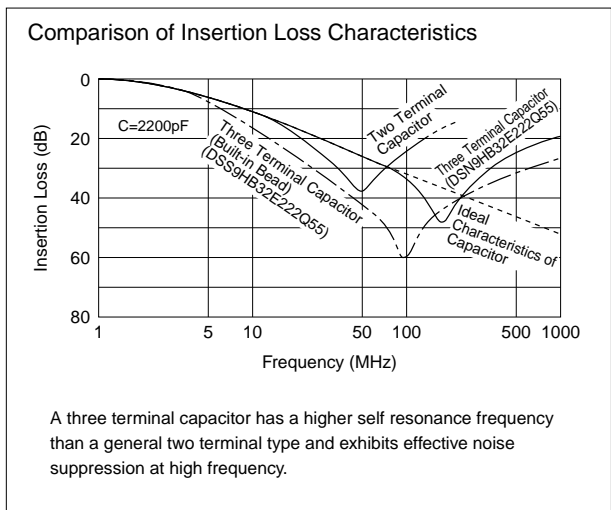 Comparison of Insertion Loss Characteristics
0
20
40
60
80
Insertion Loss (dB)
C=2200pF
Three Terminal Capacitor
(Built-in Bead)
(DSS9HB32E222Q55)
Two Terminal
Capacitor
Three Terminal Capacitor
(DSN9HB32E222Q55)
Ideal
Characteristics of
Capacitor
1
5
10
50
100
500
1000
Frequency (MHz)
A three terminal capacitor has a higher self resonance frequency
than a general two terminal type and exhibits effective noise
suppression at high frequency.